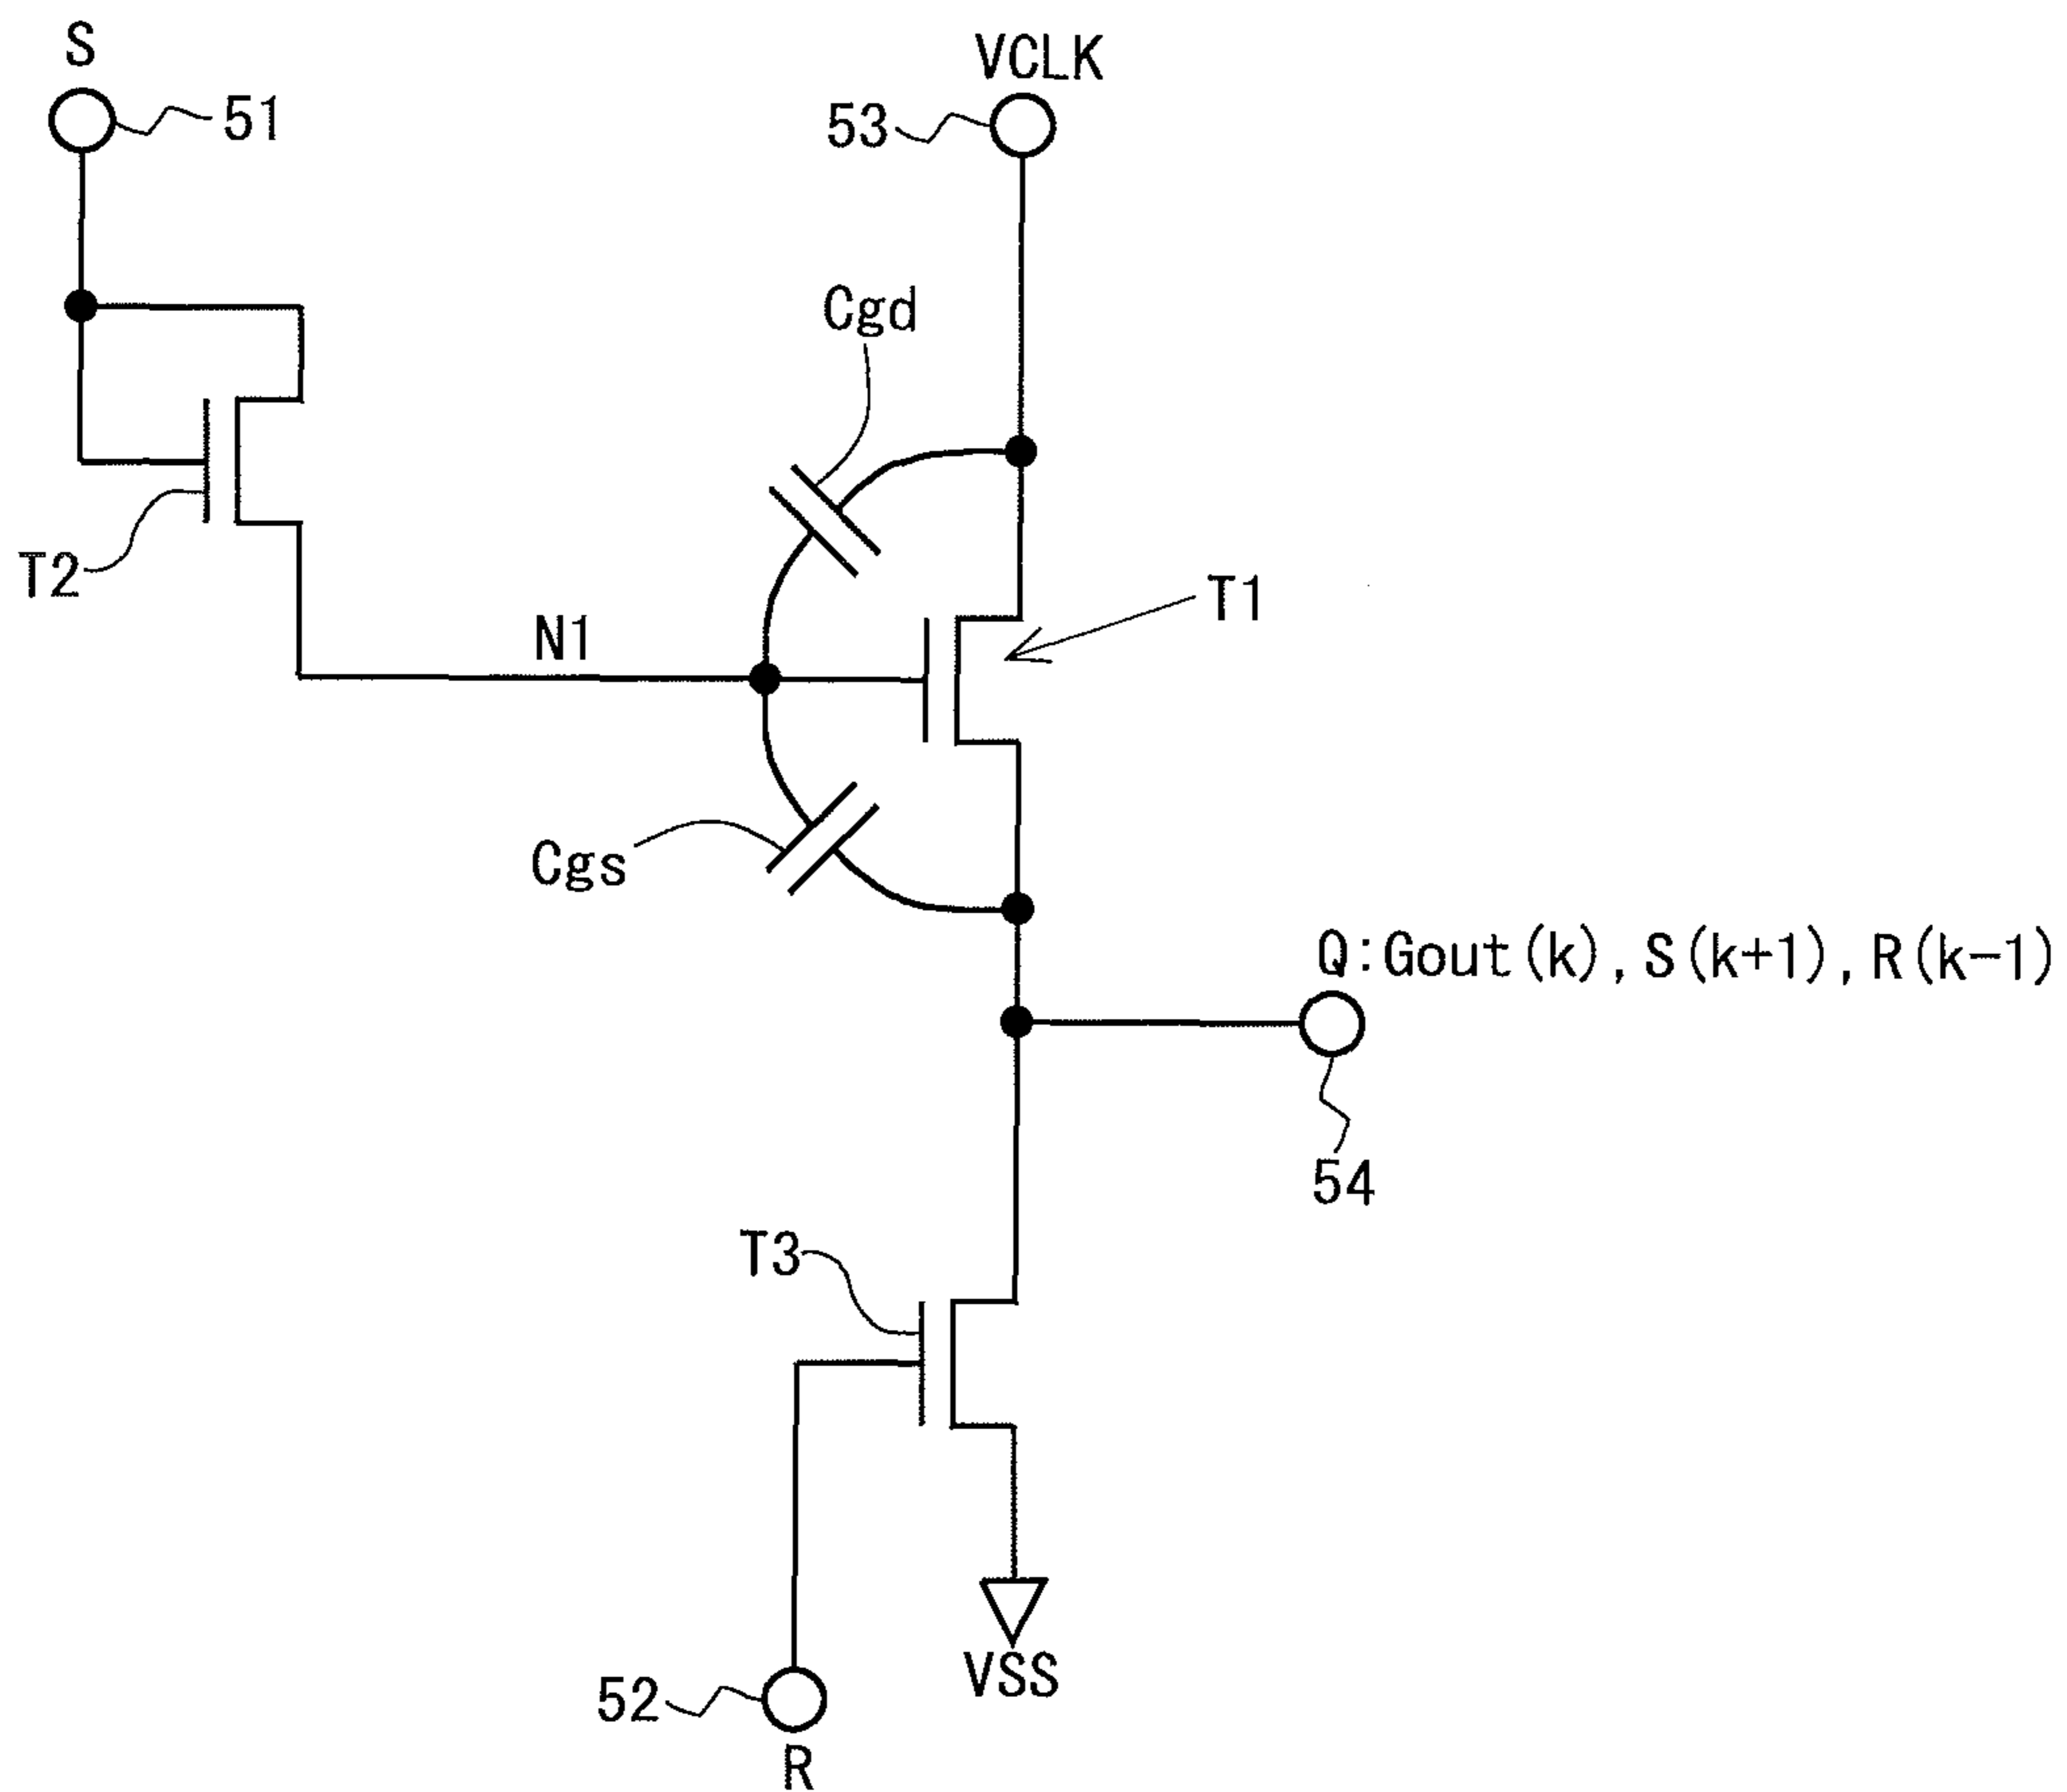 S
VCLK
51
53
Cgd
T2
N1
T1
Cgs
Q:Gout(k),S(k+1),R(k-1)
54
T3
52
VSS
R